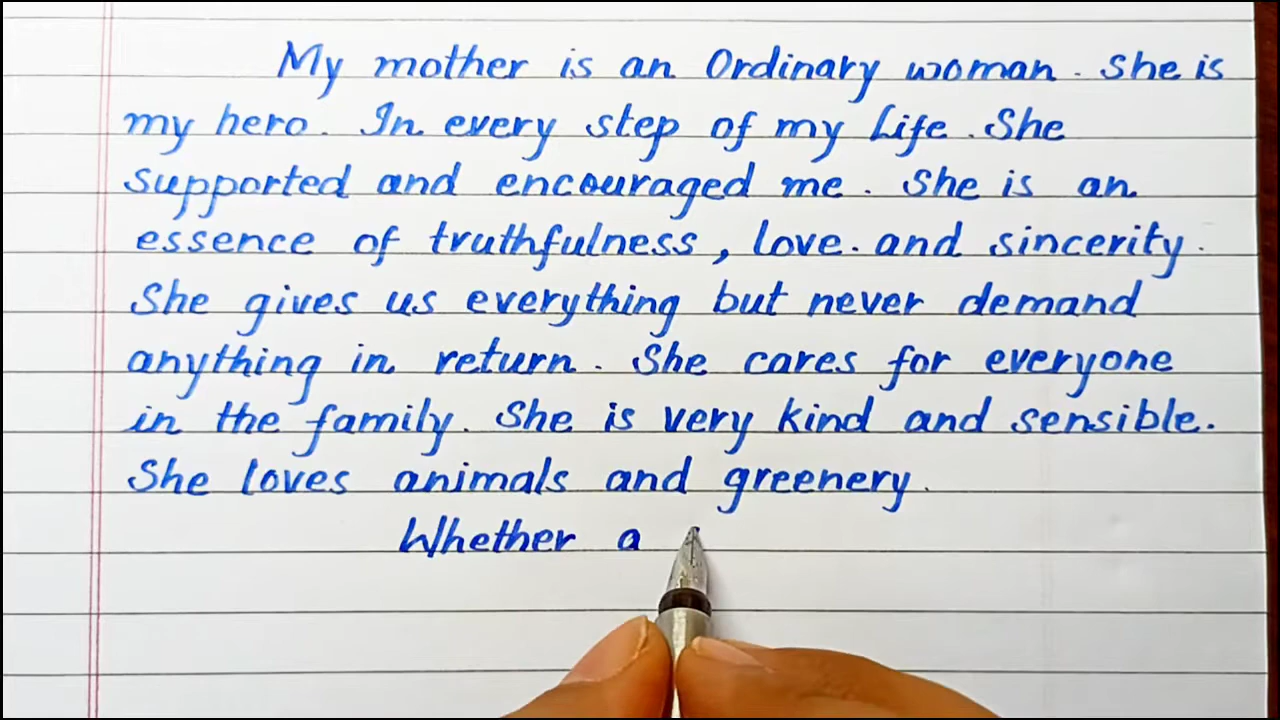 My mother is an Ordinary woman. She is
my hero. In every step of my Life. She
supported and encouraged me. She is an
essence of truthfulness, love. and sincerity.
She gives us everything but never demand
anything in return. She cares for everyone
in the family. She is very kind and sensible.
She loves animals and greenery.
Whether a